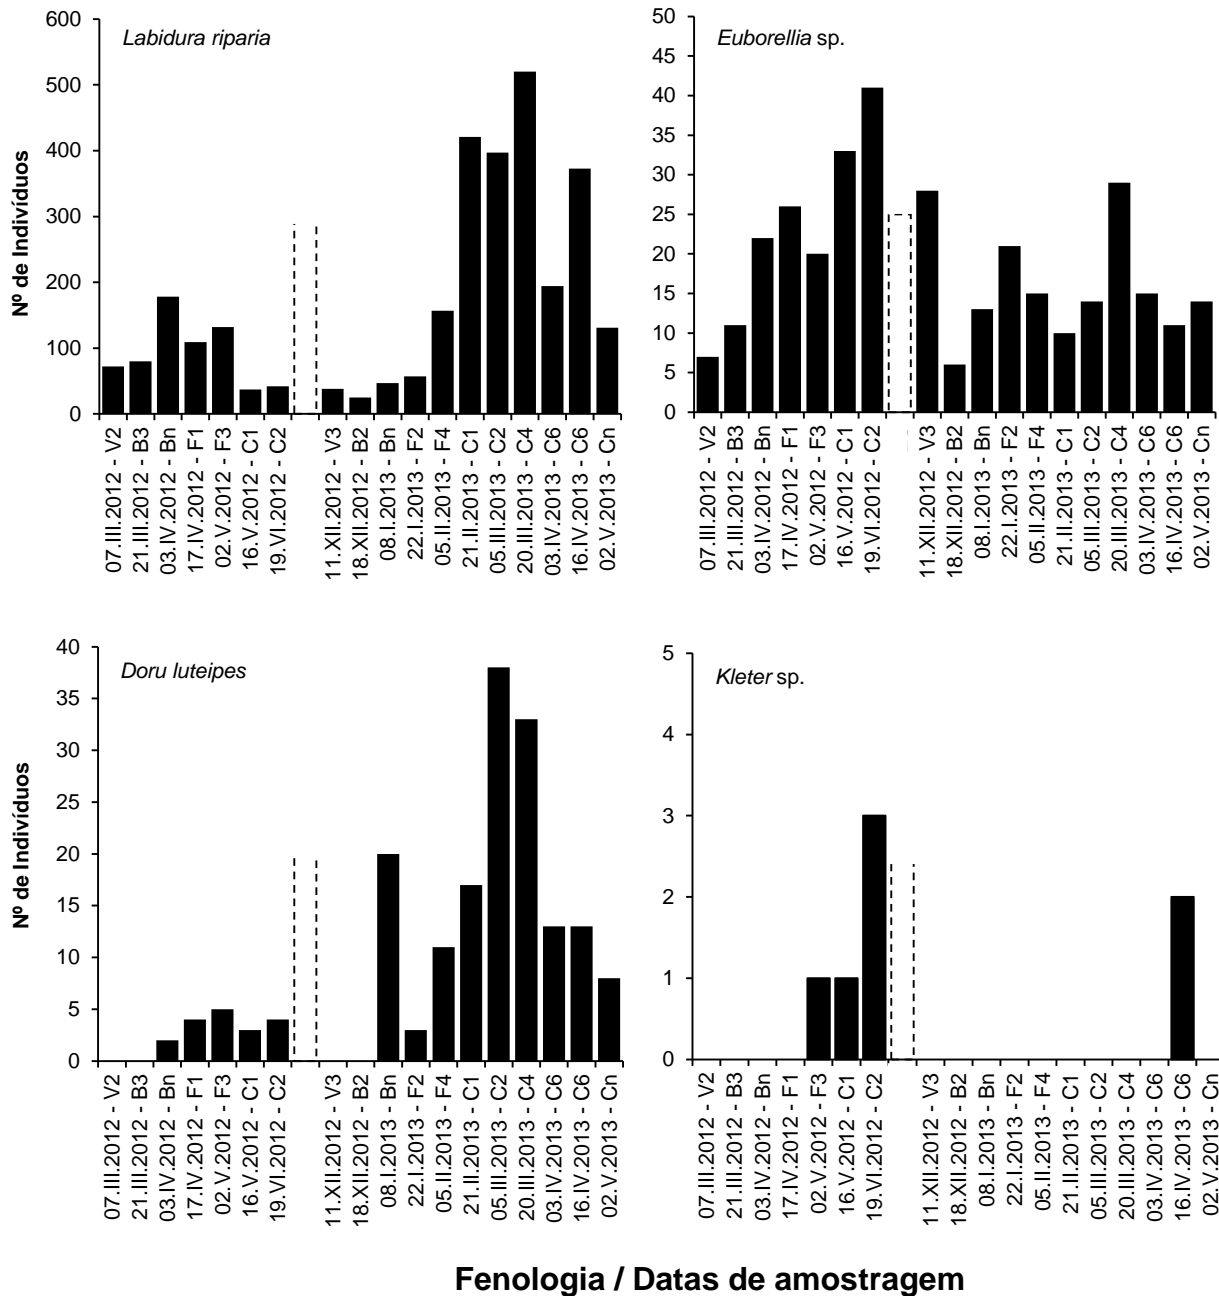 Labidura riparia
Nº de Indivíduos
600
500
400
300
200
100
0
07.III.2012 - V2
21.III.2012 - B3
03.IV.2012 - Bn
17.IV.2012 - F1
02.V.2012 - F3
16.V.2012 - C1
19.VI.2012 - C2
11.XII.2012 - V3
18.XII.2012 - B2
08.I.2013 - Bn
22.I.2013 - F2
05.II.2013 - F4
21.II.2013 - C1
05.III.2013 - C2
20.III.2013 - C4
03.IV.2013 - C6
16.IV.2013 - C6
02.V.2013 - Cn
Euborellia sp.
50
45
40
35
30
25
20
15
10
5
0
07.III.2012 - V2
21.III.2012 - B3
03.IV.2012 - Bn
17.IV.2012 - F1
02.V.2012 - F3
16.V.2012 - C1
19.VI.2012 - C2
11.XII.2012 - V3
18.XII.2012 - B2
08.I.2013 - Bn
22.I.2013 - F2
05.II.2013 - F4
21.II.2013 - C1
05.III.2013 - C2
20.III.2013 - C4
03.IV.2013 - C6
16.IV.2013 - C6
02.V.2013 - Cn
Doru luteipes
Nº de Indivíduos
40
35
30
25
20
15
10
5
0
07.III.2012 - V2
21.III.2012 - B3
03.IV.2012 - Bn
17.IV.2012 - F1
02.V.2012 - F3
16.V.2012 - C1
19.VI.2012 - C2
11.XII.2012 - V3
18.XII.2012 - B2
08.I.2013 - Bn
22.I.2013 - F2
05.II.2013 - F4
21.II.2013 - C1
05.III.2013 - C2
20.III.2013 - C4
03.IV.2013 - C6
16.IV.2013 - C6
02.V.2013 - Cn
Kleter sp.
5
4
3
2
1
0
07.III.2012 - V2
21.III.2012 - B3
03.IV.2012 - Bn
17.IV.2012 - F1
02.V.2012 - F3
16.V.2012 - C1
19.VI.2012 - C2
11.XII.2012 - V3
18.XII.2012 - B2
08.I.2013 - Bn
22.I.2013 - F2
05.II.2013 - F4
21.II.2013 - C1
05.III.2013 - C2
20.III.2013 - C4
03.IV.2013 - C6
16.IV.2013 - C6
02.V.2013 - Cn
Fenologia / Datas de amostragem